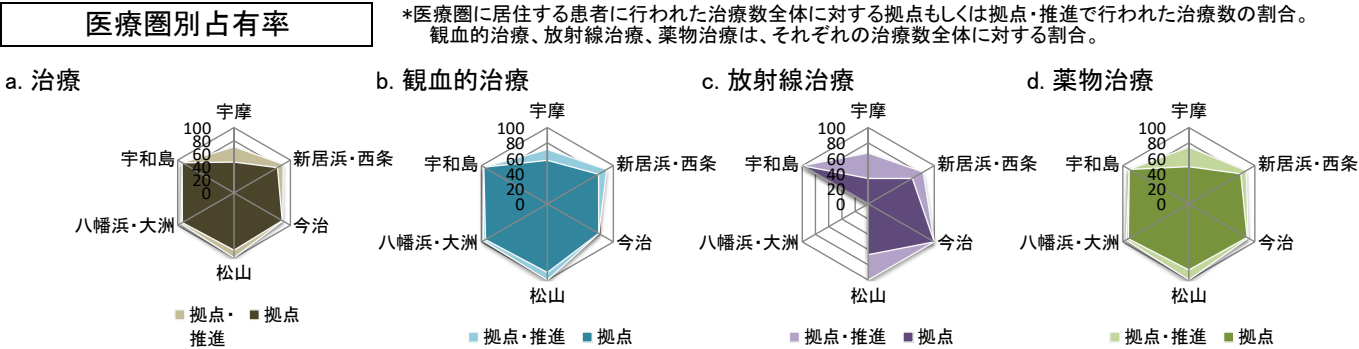 医療圏別占有率
*医療圏に居住する患者に行われた治療数全体に対する拠点もしくは拠点・推進で行われた治療数の割合。
観血的治療、放射線治療、薬物治療は、それぞれの治療数全体に対する割合。
a. 治療
宇摩
100
80
60
40
20
0
新居浜・西条
今治
松山
八幡浜・大洲
宇和島
拠点・
推進
拠点
b. 観血的治療
宇摩
100
80
60
40
20
0
新居浜・西条
今治
松山
八幡浜・大洲
宇和島
拠点・推進 拠点
c. 放射線治療
宇摩
100
80
60
40
20
0
新居浜・西条
今治
松山
八幡浜・大洲
宇和島
拠点・推進 拠点
d. 薬物治療
宇摩
100
80
60
40
20
0
新居浜・西条
今治
松山
八幡浜・大洲
宇和島
拠点・推進 拠点